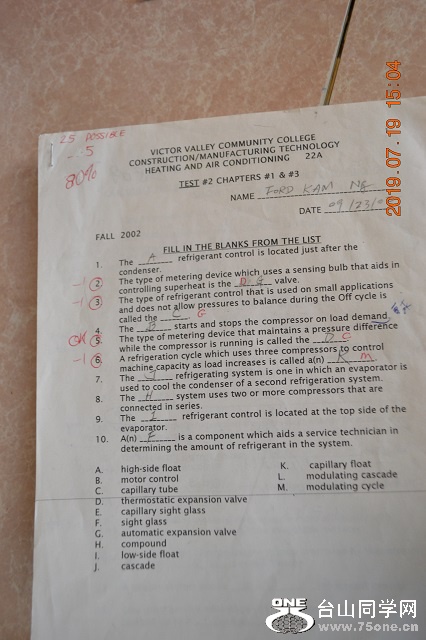 2019.07.19 15:04
25 POSSIBLE
- 5
80%
VICTOR VALLEY COMMUNITY COLLEGE
CONSTRUCTION/MANUFACTURING TECHNOLOGY
HEATING AND AIR CONDITIONING 22A
TEST #2 CHAPTERS #1 & #3
NAME FORD KAM NG
DATE 09/23/0
FALL 2002
FILL IN THE BLANKS FROM THE LIST
1. The A refrigerant control is located just after the
condenser.
-1 2. The type of metering device which uses a sensing bulb that aids in
controlling superheat is the D G valve.
-1 3. The type of refrigerant control that is used on small applications
and does not allow pressures to balance during the Off cycle is
called the C G
4. The B starts and stops the compressor on load demand.
OK 5. The type of metering device that maintains a pressure difference
while the compressor is running is called the D C
-1 6. A refrigeration cycle which uses three compressors to control
machine capacity as load increases is called a(n) K M
7. The J refrigerating system is one in which an evaporator is
used to cool the condenser of a second refrigeration system.
8. The H system uses two or more compressors that are
connected in series.
9. The E refrigerant control is located at the top side of the
evaporator.
10. A(n) F is a component which aids a service technician in
determining the amount of refrigerant in the system.
A. high-side float
B. motor control
C. capillary tube
D. thermostatic expansion valve
E. capillary sight glass
F. sight glass
G. automatic expansion valve
H. compound
I. low-side float
J. cascade
K. capillary float
L. modulating cascade
M. modulating cycle
ONE
台山同学网
www.75one.cn